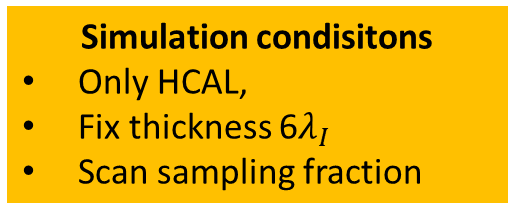 Simulation condisitons
• Only HCAL,
• Fix thickness 6λ_I
• Scan sampling fraction